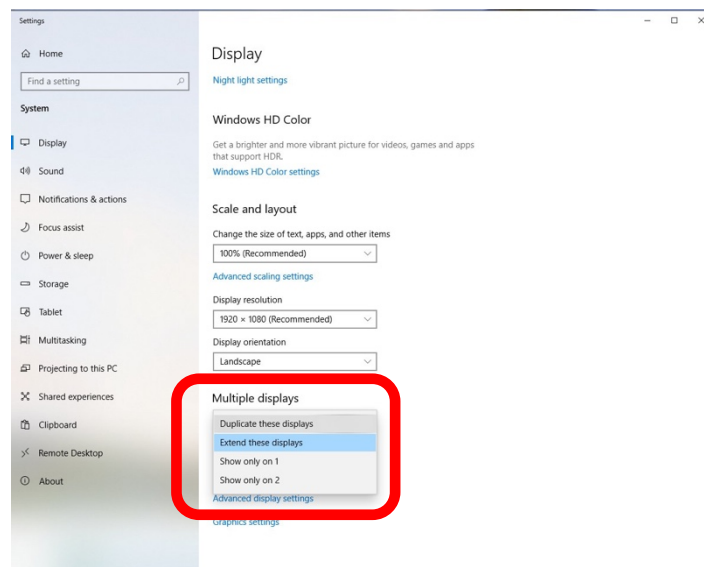 Settings
Home
Find a setting
System
Display
Sound
Notifications & actions
Focus assist
Power & sleep
Storage
Tablet
Multitasking
Projecting to this PC
Shared experiences
Clipboard
Remote Desktop
About
Display
Night light settings
Windows HD Color
Get a brighter and more vibrant picture for videos, games and apps
that support HDR.
Windows HD Color settings
Scale and layout
Change the size of text, apps, and other items
100% (Recommended)
Advanced scaling settings
Display resolution
1920 × 1080 (Recommended)
Display orientation
Landscape
Multiple displays
Duplicate these displays
Extend these displays
Show only on 1
Show only on 2
Advanced display settings
Graphics settings